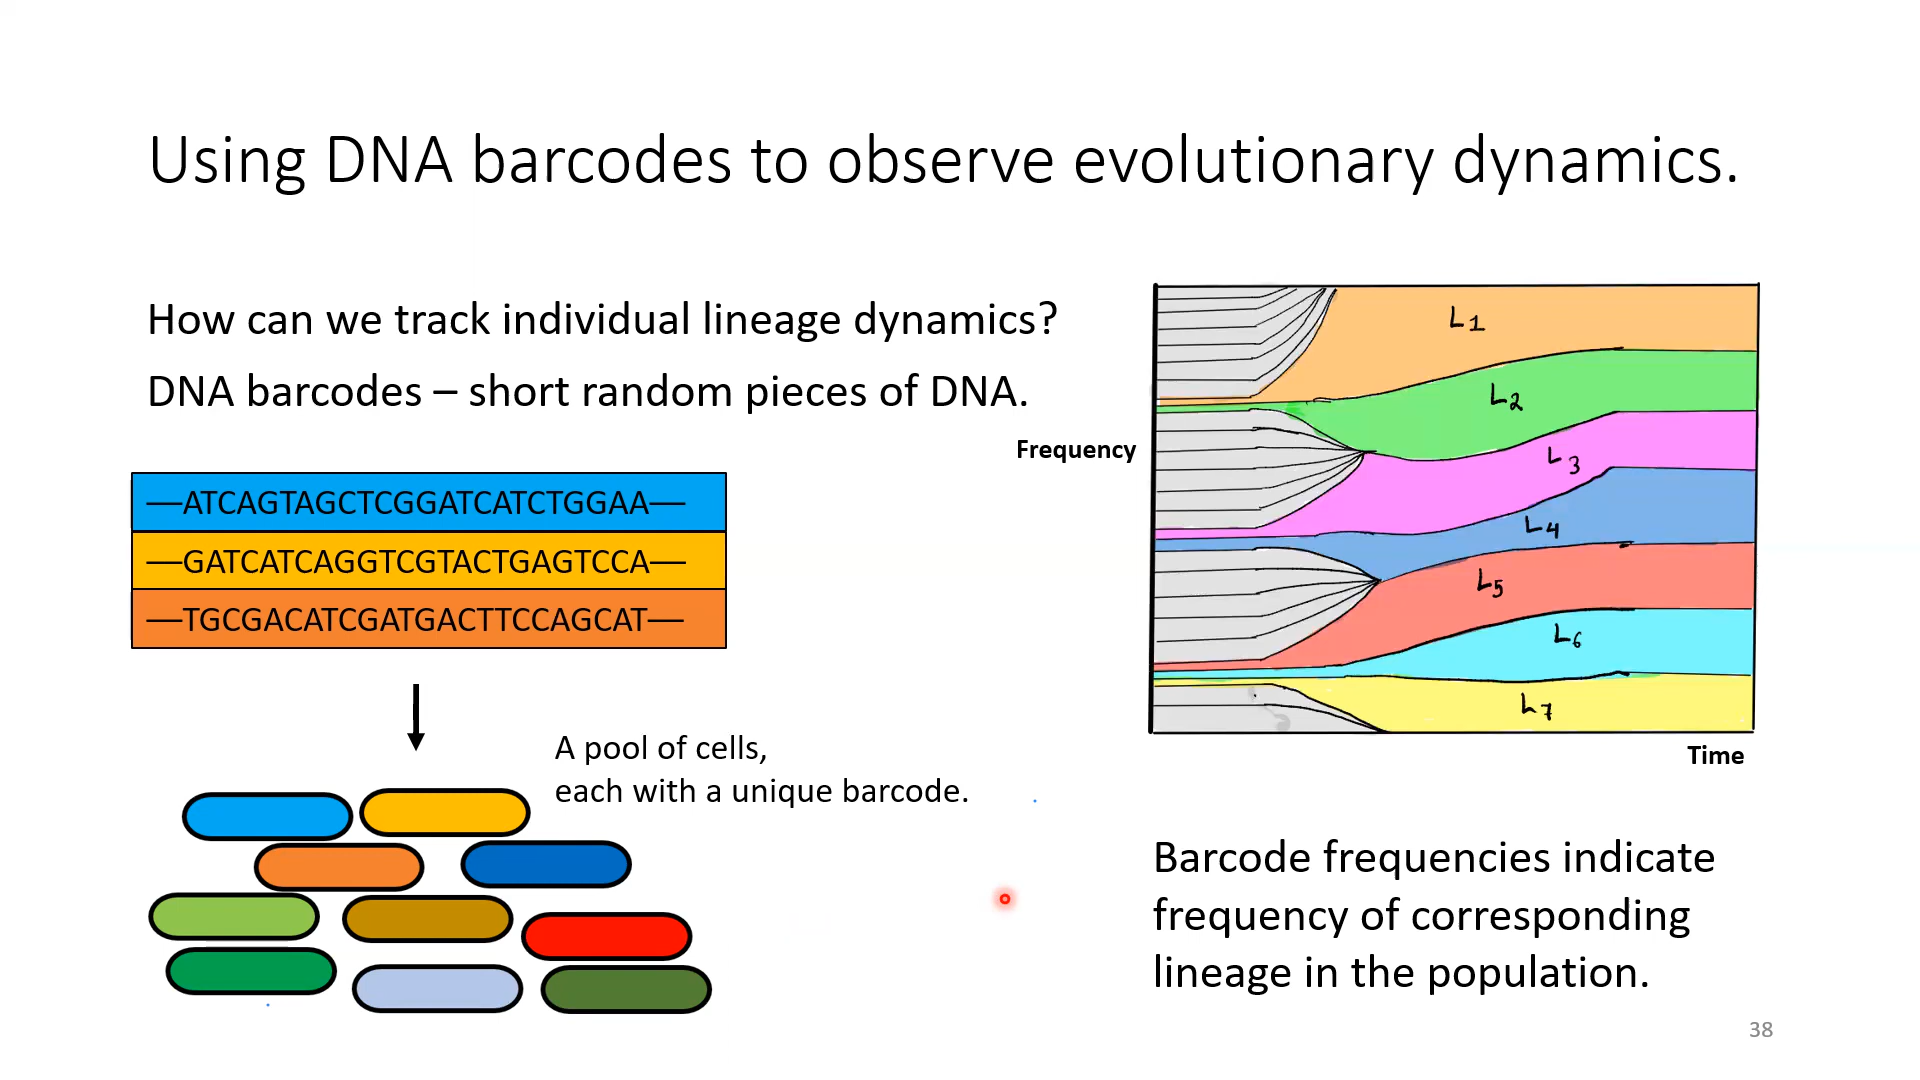 Using DNA barcodes to observe evolutionary dynamics.
How can we track individual lineage dynamics?
DNA barcodes – short random pieces of DNA.
—ATCAGTAGCTCGGATCATCTGGAA—
—GATCATCAGGTCGTACTGAGTCCA—
—TGCGACATCGATGACTTCCAGCAT—
A pool of cells,
each with a unique barcode.
Frequency
L1
L2
L3
L4
L5
L6
L7
Time
Barcode frequencies indicate
frequency of corresponding
lineage in the population.
38